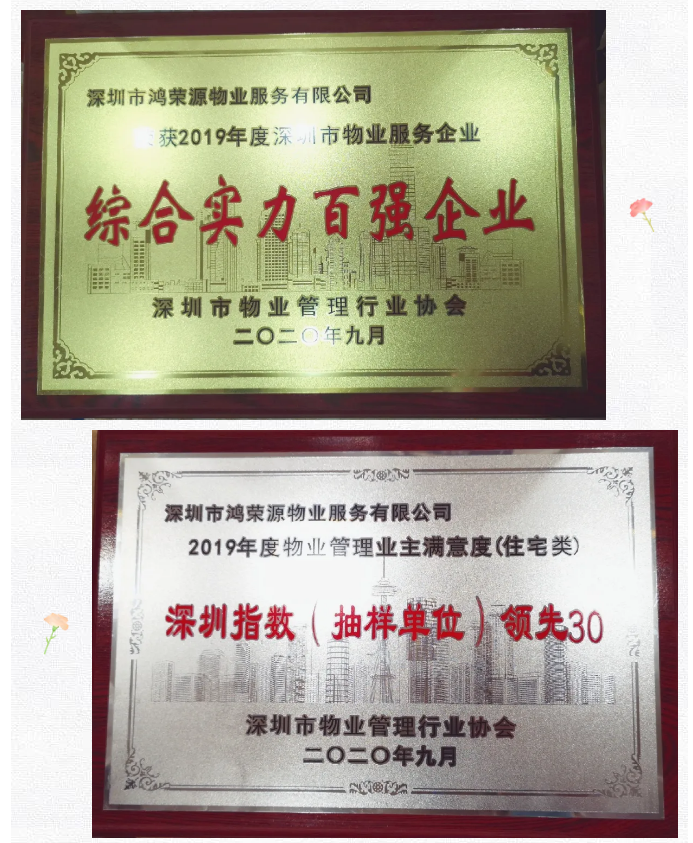 深圳市鸿荣源物业服务有限公司
荣获2019年度深圳市物业服务企业
综合实力百强企业
深圳市物业管理行业协会
二〇二〇年九月
深圳市鸿荣源物业服务有限公司
2019年度物业管理业主满意度(住宅类)
深圳指数(抽样单位)领先30
深圳市物业管理行业协会
二〇二〇年九月